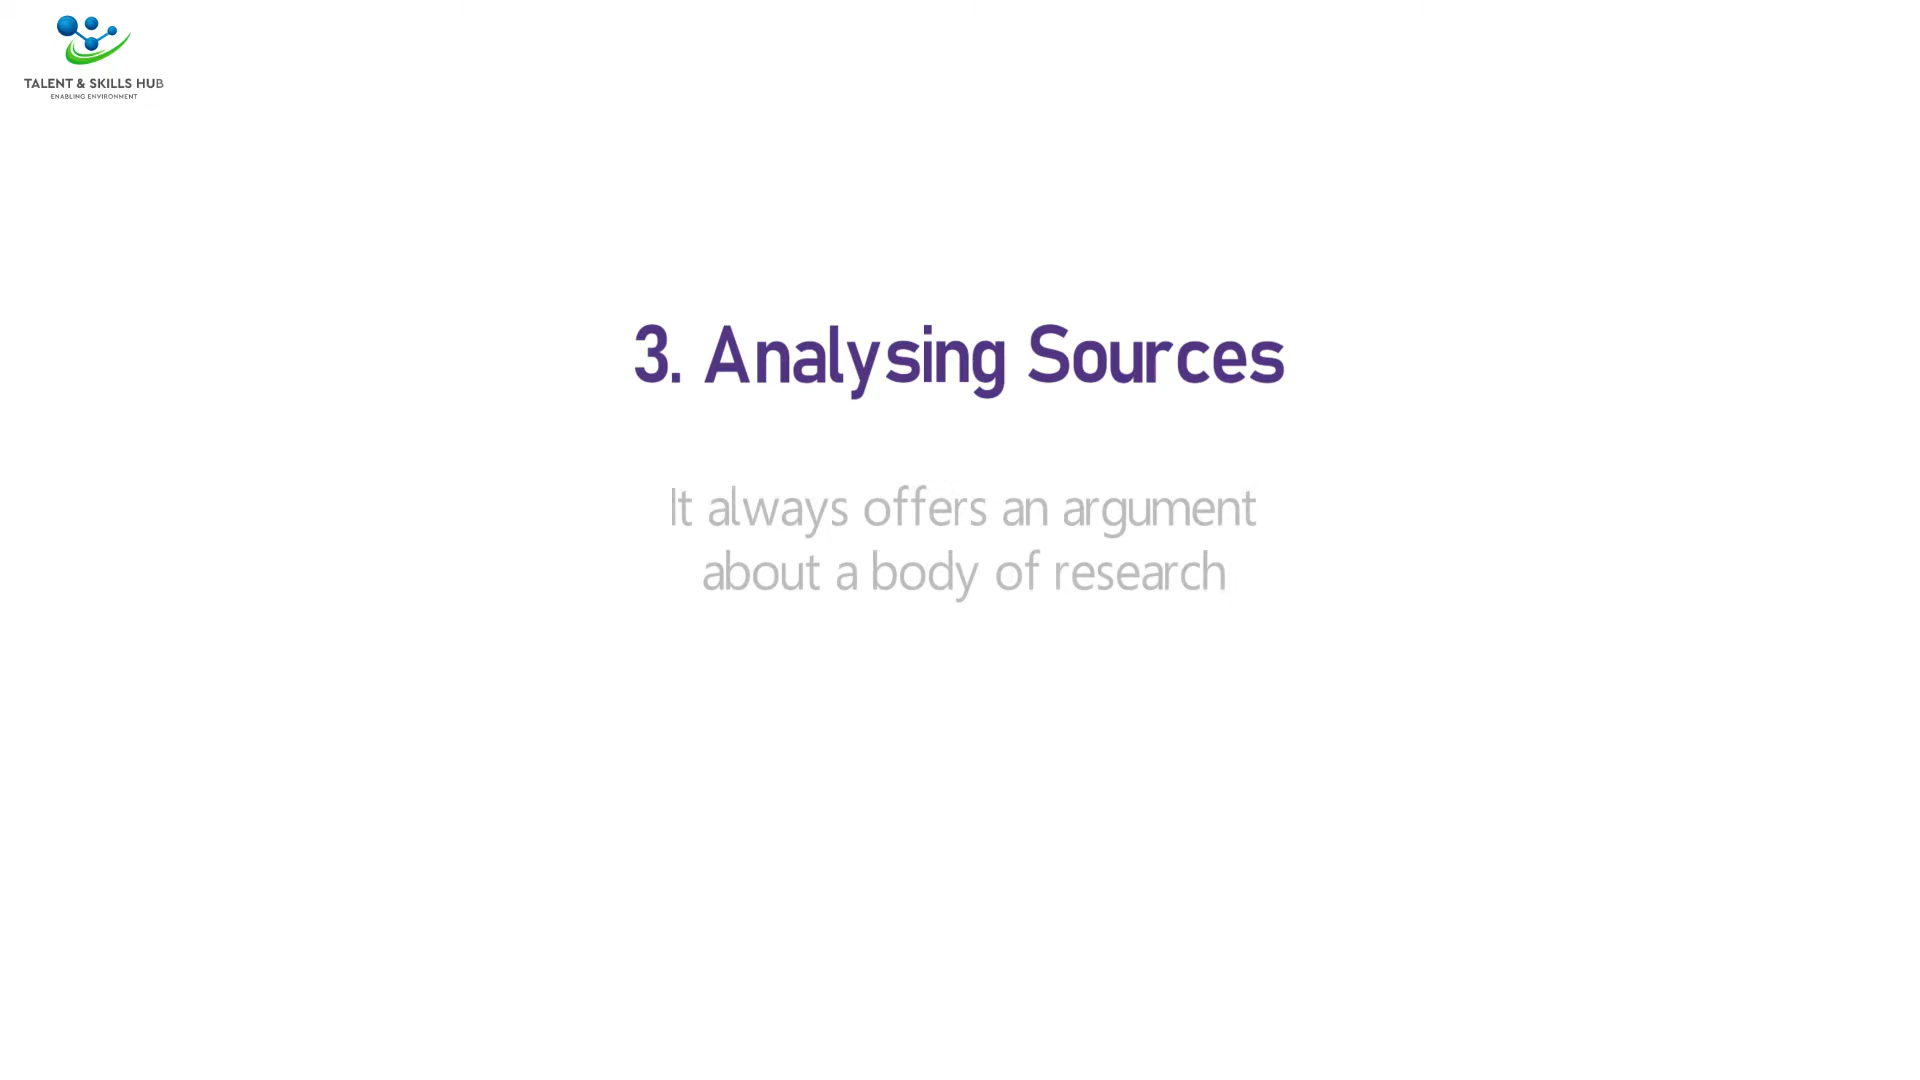 TALENT & SKILLS HUB
ENABLING ENVIRONMENT
3. Analysing Sources
It always offers an argument
about a body of research